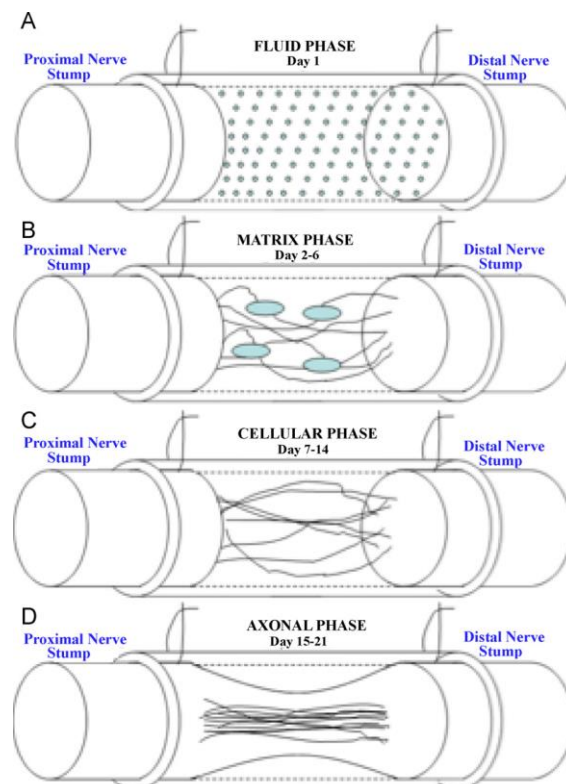 A
FLUID PHASE
Day 1
Proximal Nerve
Stump
Distal Nerve
Stump
B
MATRIX PHASE
Day 2-6
Proximal Nerve
Stump
Distal Nerve
Stump
C
CELLULAR PHASE
Day 7-14
Proximal Nerve
Stump
Distal Nerve
Stump
D
AXONAL PHASE
Day 15-21
Proximal Nerve
Stump
Distal Nerve
Stump